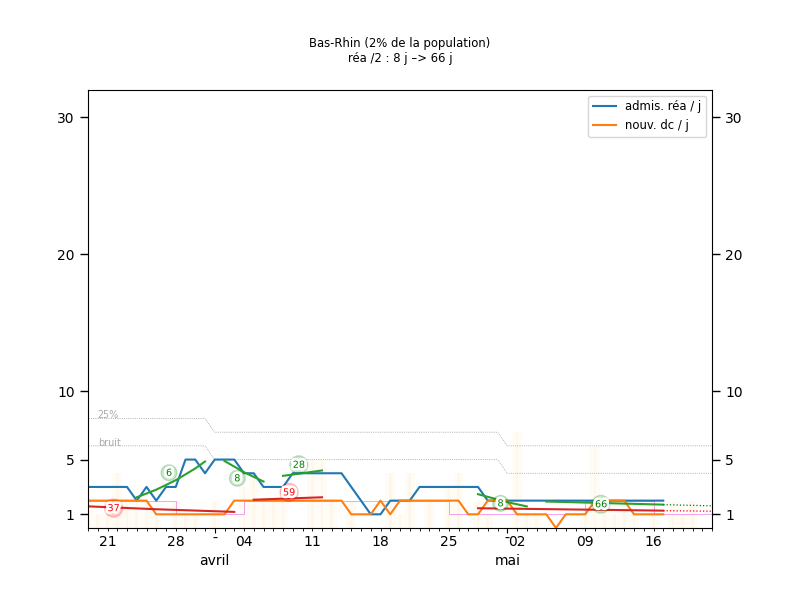 Bas-Rhin (2% de la population)
réa /2 : 8 j –> 66 j
admis. réa / j
nouv. dc / j
30 30
20 20
10 10
5 5
1 1
25%
bruit
6
8
28
59
37
8
66
21 28 - 04 11 18 25 - 02 09 16
avril mai